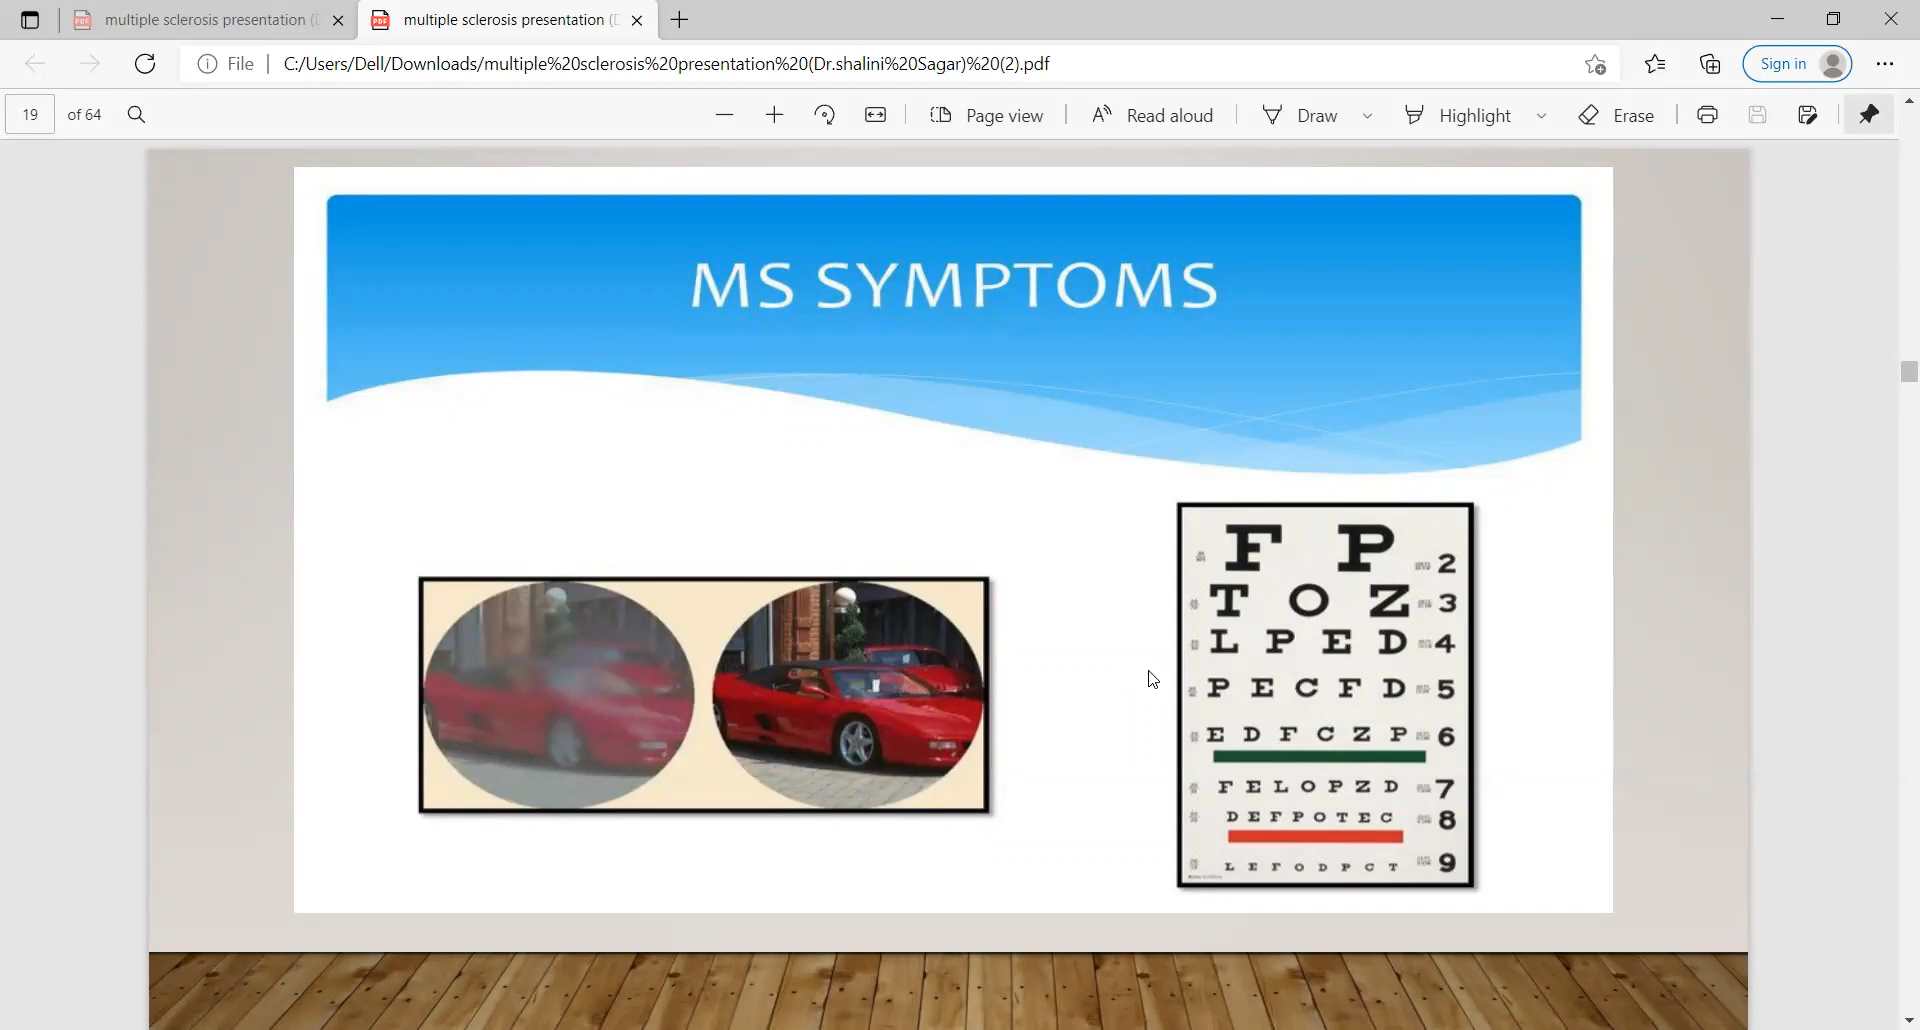 multiple sclerosis presentation (
multiple sclerosis presentation (
File
C:/Users/Dell/Downloads/multiple%20sclerosis%20presentation%20(Dr.shalini%20Sagar)%20(2).pdf
Sign in
19 of 64
Page view
Read aloud
Draw
Highlight
Erase
MS SYMPTOMS
F P 2
T O Z 3
L P E D 4
P E C F D 5
E D F C Z P 6
F E L O P Z D 7
D E F P O T E C 8
L E F O D P C T 9